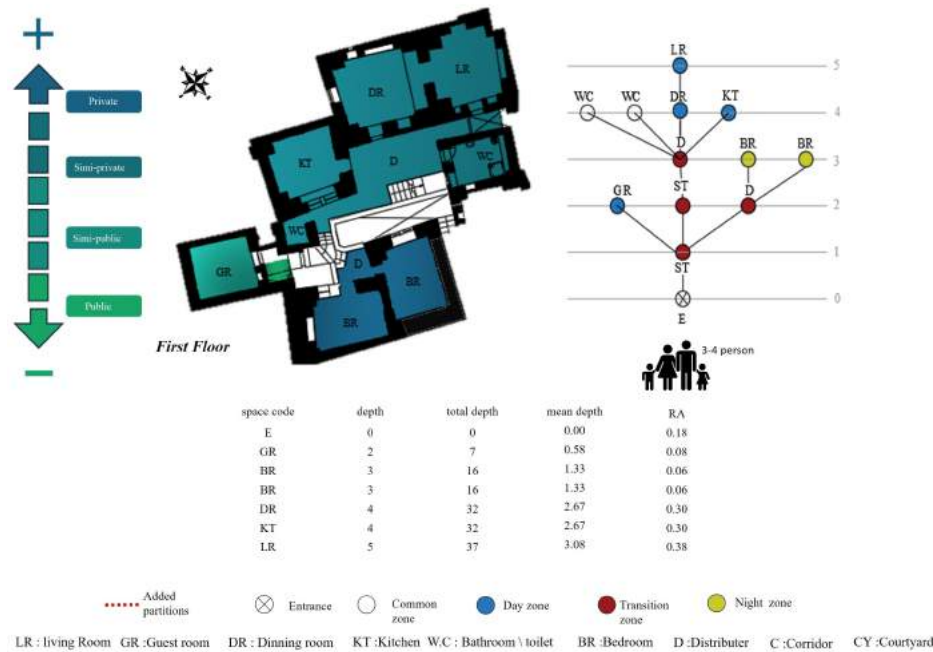 +
Private
Simi-private
Simi-public
Public
−
DR
LR
KT
D
WC
WC
GR
D
BR
BR
First Floor
LR
5
WC WC DR KT
4
D BR BR
3
GR ST D
2
1
ST
0
E
3-4 person
space code depth total depth mean depth RA
E 0 0 0.00 0.18
GR 2 7 0.58 0.08
BR 3 16 1.33 0.06
BR 3 16 1.33 0.06
DR 4 32 2.67 0.30
KT 4 32 2.67 0.30
LR 5 37 3.08 0.38
Added partitions
Entrance
Common zone
Day zone
Transition zone
Night zone
LR : living Room GR :Guest room DR : Dinning room KT :Kitchen W.C : Bathroom \ toilet BR :Bedroom D :Distributer C :Corridor CY :Courtyard